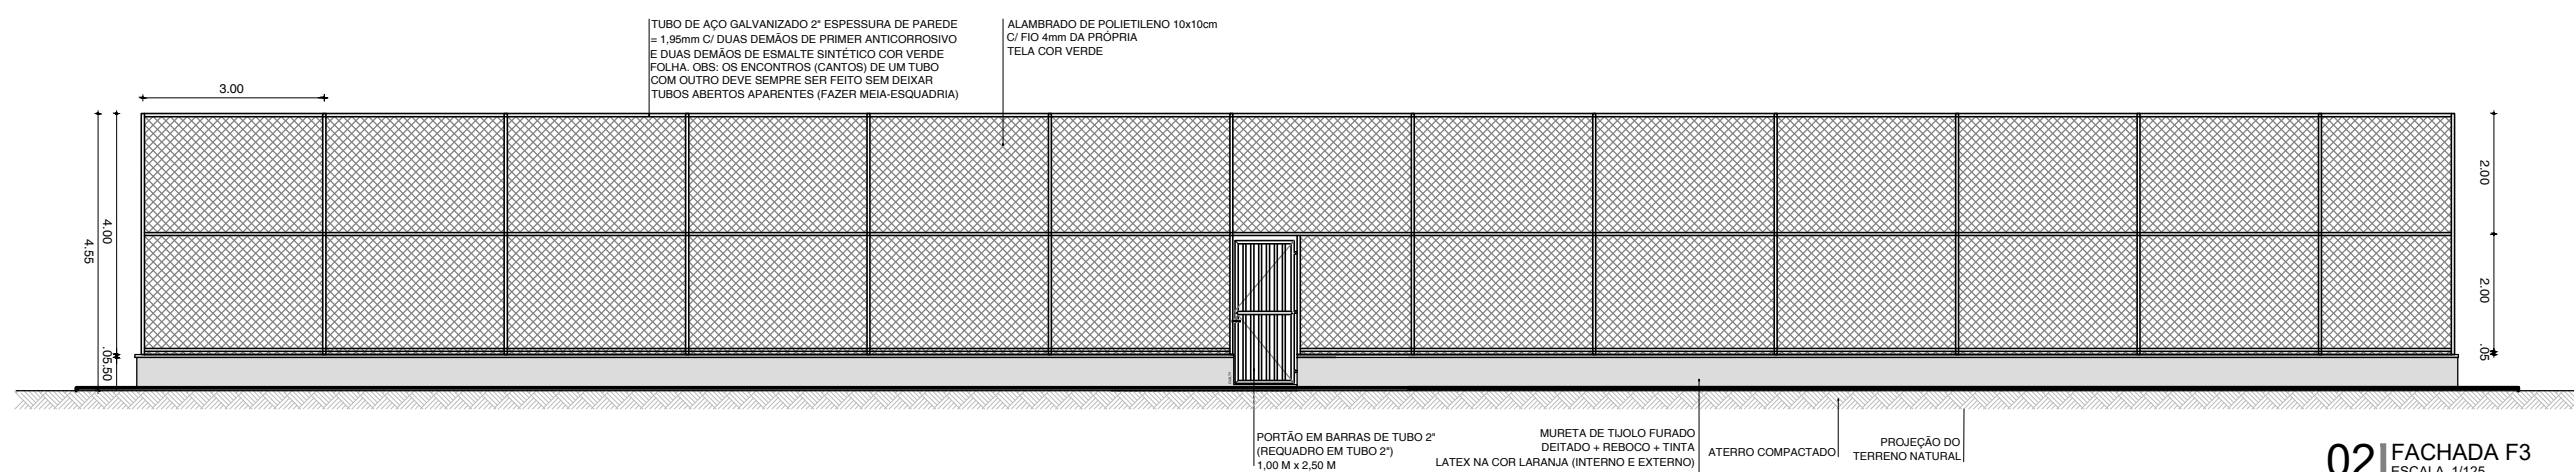 TUBO DE AÇO GALVANIZADO 2" ESPESSURA DE PAREDE
= 1,95mm C/ DUAS DEMÃOS DE PRIMER ANTICORROSIVO
E DUAS DEMÃOS DE ESMALTE SINTÉTICO COR VERDE
FOLHA. OBS: OS ENCONTROS (CANTOS) DE UM TUBO
COM OUTRO DEVE SEMPRE SER FEITO SEM DEIXAR
TUBOS ABERTOS APARENTES (FAZER MEIA-ESQUADRIA)
ALAMBRADO DE POLIETILENO 10x10cm
C/ FIO 4mm DA PRÓPRIA
TELA COR VERDE
3.00
4.55
4.00
.05
.50
2.00
2.00
.05
PORTÃO EM BARRAS DE TUBO 2"
(REQUADRO EM TUBO 2")
1,00 M x 2,50 M
MURETA DE TIJOLO FURADO
DEITADO + REBOCO + TINTA
LATEX NA COR LARANJA (INTERNO E EXTERNO)
ATERRO COMPACTADO
PROJEÇÃO DO
TERRENO NATURAL
02 FACHADA F3
ESCALA 1/125